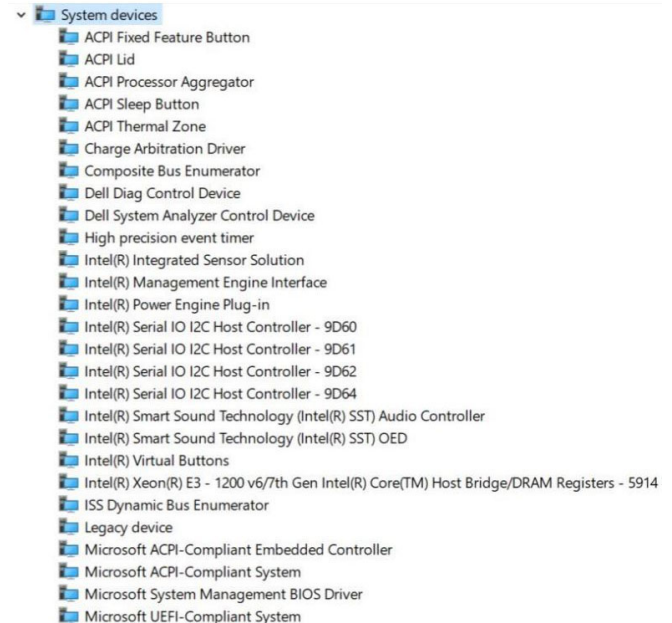 System devices
ACPI Fixed Feature Button
ACPI Lid
ACPI Processor Aggregator
ACPI Sleep Button
ACPI Thermal Zone
Charge Arbitration Driver
Composite Bus Enumerator
Dell Diag Control Device
Dell System Analyzer Control Device
High precision event timer
Intel(R) Integrated Sensor Solution
Intel(R) Management Engine Interface
Intel(R) Power Engine Plug-in
Intel(R) Serial IO I2C Host Controller - 9D60
Intel(R) Serial IO I2C Host Controller - 9D61
Intel(R) Serial IO I2C Host Controller - 9D62
Intel(R) Serial IO I2C Host Controller - 9D64
Intel(R) Smart Sound Technology (Intel(R) SST) Audio Controller
Intel(R) Smart Sound Technology (Intel(R) SST) OED
Intel(R) Virtual Buttons
Intel(R) Xeon(R) E3 - 1200 v6/7th Gen Intel(R) Core(TM) Host Bridge/DRAM Registers - 5914
ISS Dynamic Bus Enumerator
Legacy device
Microsoft ACPI-Compliant Embedded Controller
Microsoft ACPI-Compliant System
Microsoft System Management BIOS Driver
Microsoft UEFI-Compliant System